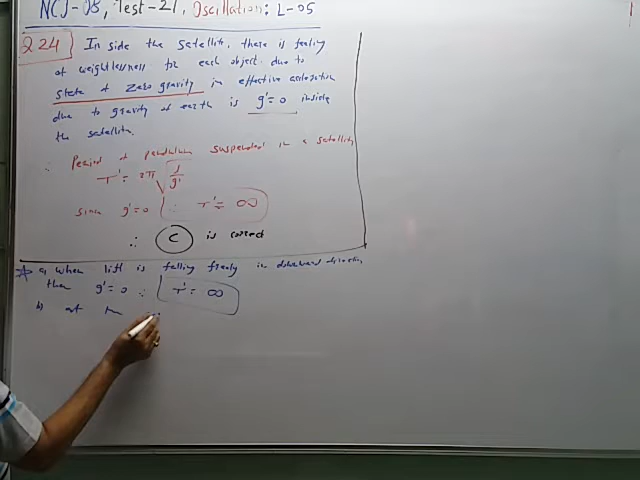 NCJ-08, Test-21, Oscillation: L-05
Q24 In side the satellite, there is feeling
of weightlessness for each object due to
state of zero gravity in effective acceleration
due to gravity of earth is g' = 0 inside
the satellite.
∴ Period of pendulum suspended in a satellite
T' = 2π √(l/g')
since g' = 0 ∴ T' = ∞
∴ (C) is correct
a) when lift is falling freely in downward direction
then g' = 0 ∴ T' = ∞
b) at the